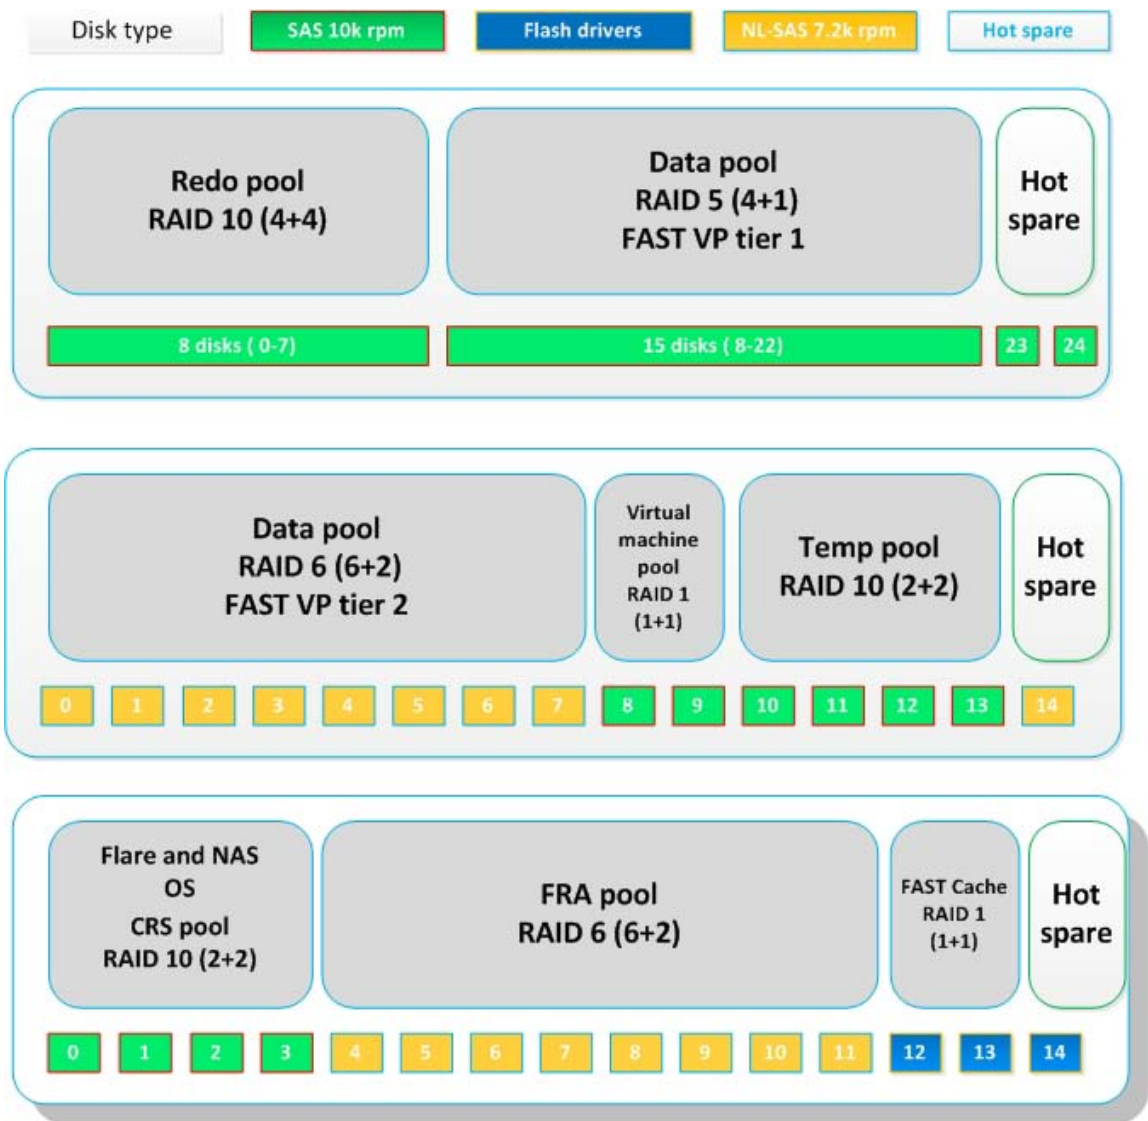 Disk type
SAS 10k rpm
Flash drivers
NL-SAS 7.2k rpm
Hot spare
Redo pool
RAID 10 (4+4)
Data pool
RAID 5 (4+1)
FAST VP tier 1
Hot
spare
8 disks ( 0-7)
15 disks ( 8-22)
23
24
Data pool
RAID 6 (6+2)
FAST VP tier 2
Virtual
machine
pool
RAID 1
(1+1)
Temp pool
RAID 10 (2+2)
Hot
spare
0
1
2
3
4
5
6
7
8
9
10
11
12
13
14
Flare and NAS
OS
CRS pool
RAID 10 (2+2)
FRA pool
RAID 6 (6+2)
FAST Cache
RAID 1
(1+1)
Hot
spare
0
1
2
3
4
5
6
7
8
9
10
11
12
13
14